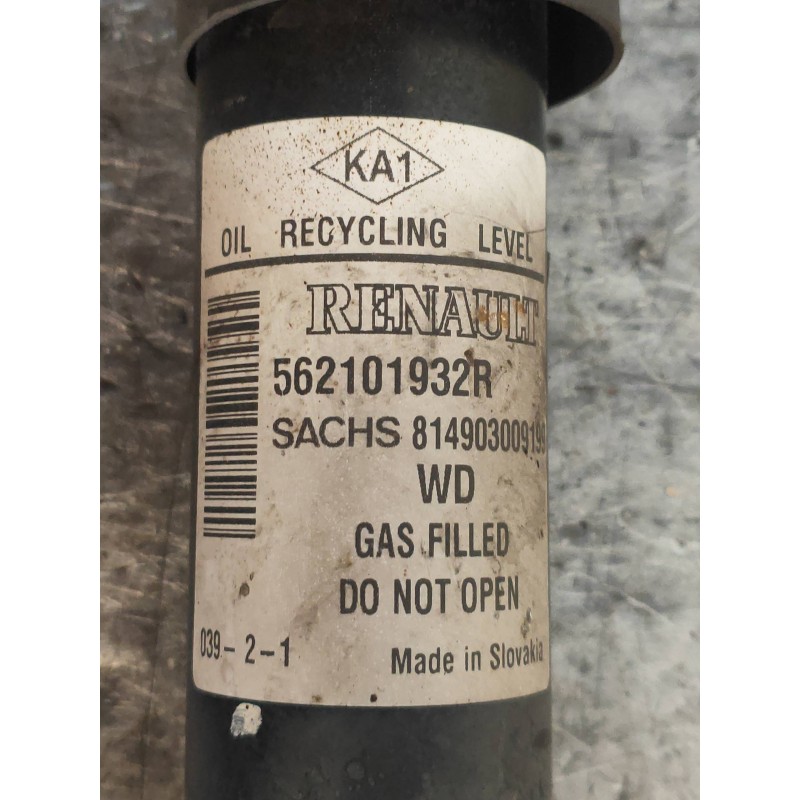 KA1
OIL RECYCLING LEVEL
RENAULT
562101932R
SACHS 814903009199
WD
GAS FILLED
DO NOT OPEN
039-2-1
Made in Slovakia